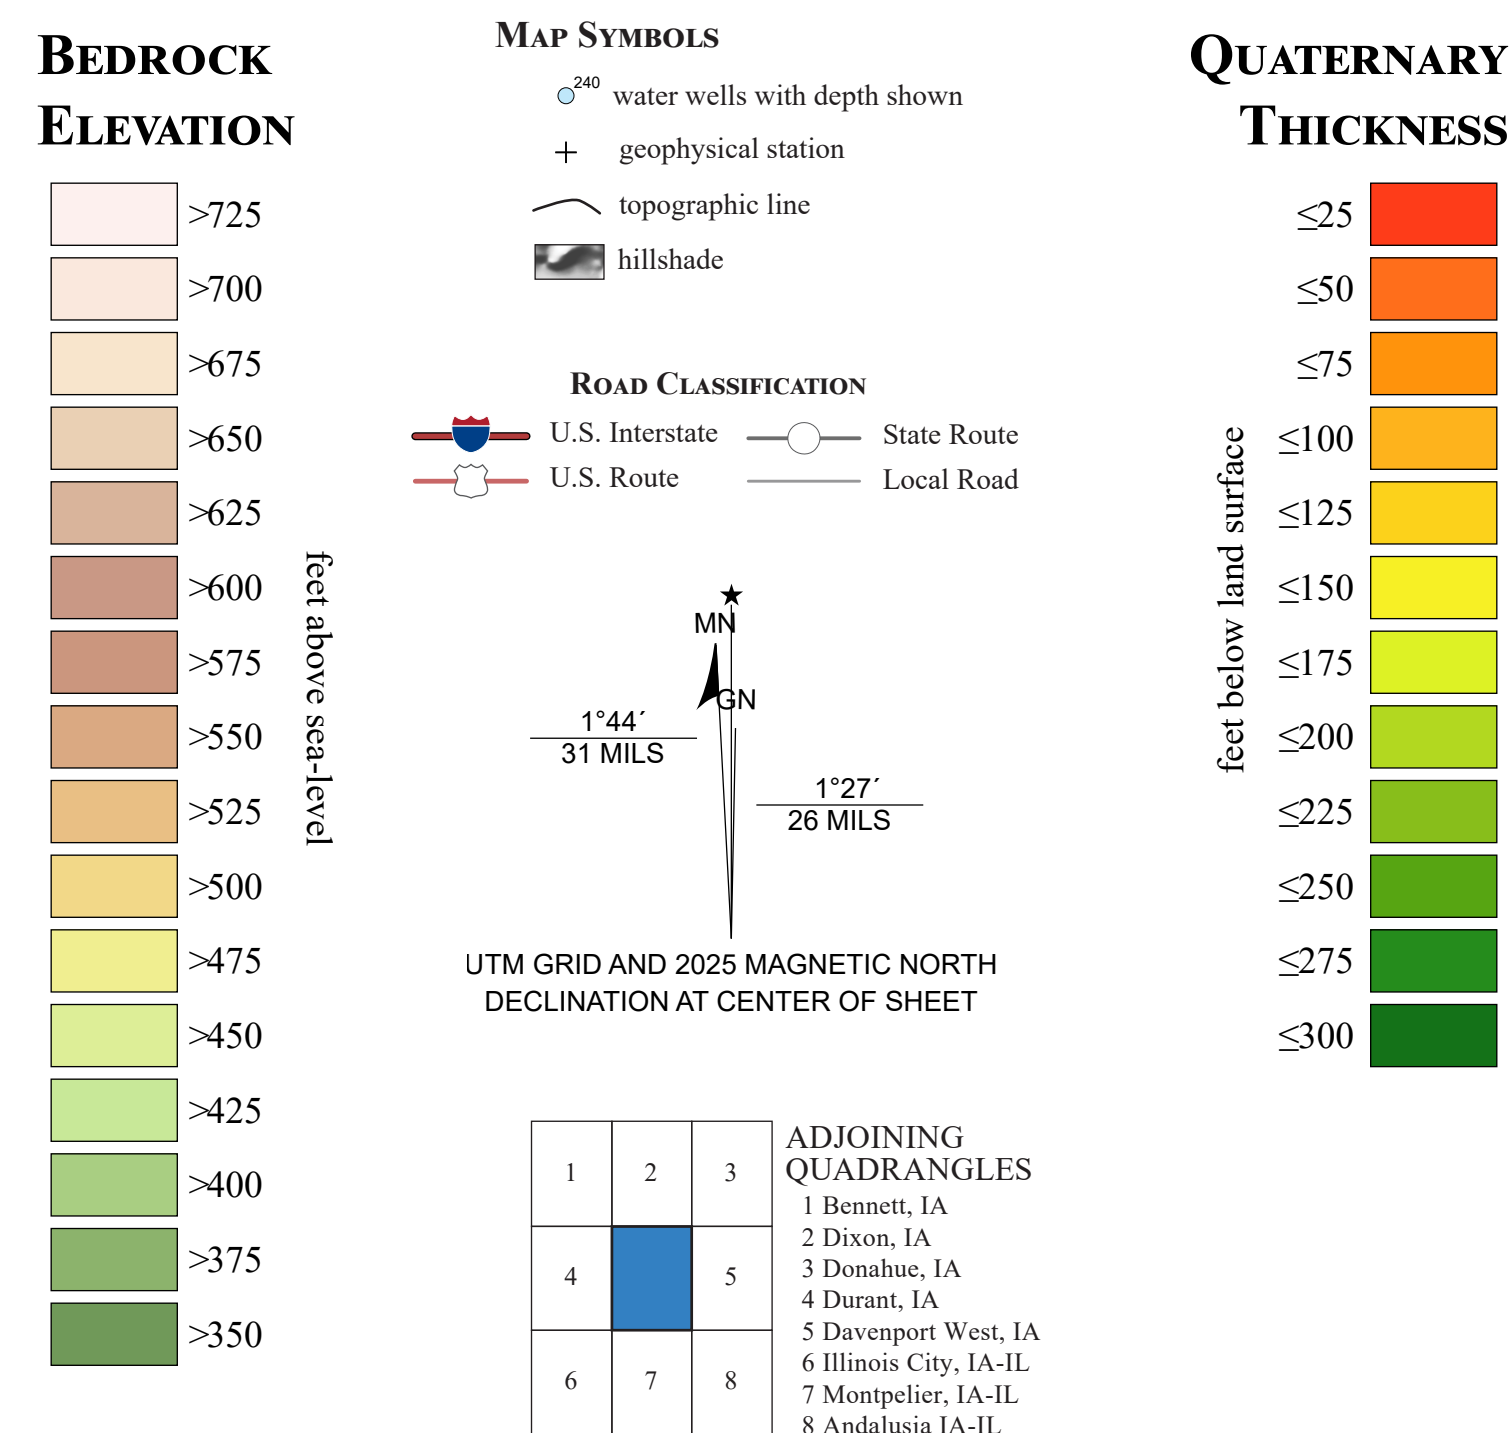 BEDROCK
ELEVATION
>725
>700
>675
>650
>625
>600
>575
>550
>525
>500
>475
>450
>425
>400
>375
>350
feet above sea-level
MAP SYMBOLS
240 water wells with depth shown
geophysical station
topographic line
hillshade
ROAD CLASSIFICATION
U.S. Interstate State Route
U.S. Route Local Road
MN
GN
1°44´
31 MILS
1°27´
26 MILS
UTM GRID AND 2025 MAGNETIC NORTH
DECLINATION AT CENTER OF SHEET
1 2 3
4 5
6 7 8
ADJOINING
QUADRANGLES
1 Bennett, IA
2 Dixon, IA
3 Donahue, IA
4 Durant, IA
5 Davenport West, IA
6 Illinois City, IA-IL
7 Montpelier, IA-IL
8 Andalusia IA-IL
QUATERNARY
THICKNESS
feet below land surface
≤25
≤50
≤75
≤100
≤125
≤150
≤175
≤200
≤225
≤250
≤275
≤300